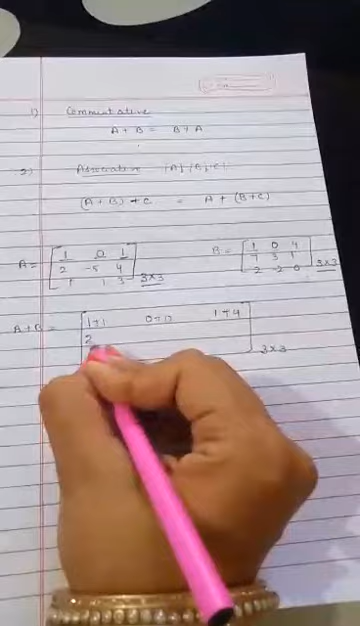 1) Commutative
A + B = B + A
2) Associative [A] [B] [C]
(A+B) + C = A + (B+C)
A = [ 1 0 1 B = [ 1 0 4
2 -5 4 7 3 1
1 1 3 ] 3×3 2 -2 0 ] 3×3
A+B = [ 1+1 0+0 1+4
2 ] 3×3